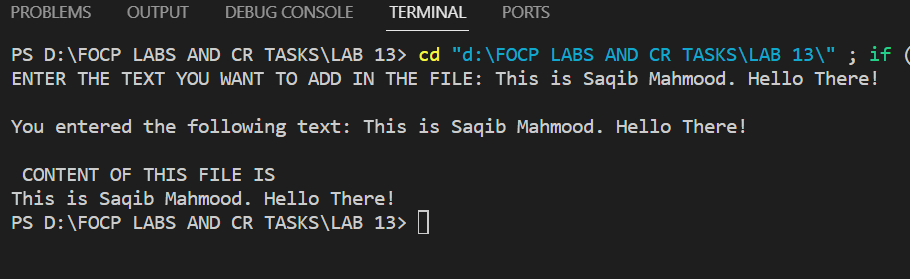 PROBLEMS OUTPUT DEBUG CONSOLE TERMINAL PORTS
PS D:\FOCP LABS AND CR TASKS\LAB 13> cd "d:\FOCP LABS AND CR TASKS\LAB 13\" ; if (
ENTER THE TEXT YOU WANT TO ADD IN THE FILE: This is Saqib Mahmood. Hello There!
You entered the following text: This is Saqib Mahmood. Hello There!
CONTENT OF THIS FILE IS
This is Saqib Mahmood. Hello There!
PS D:\FOCP LABS AND CR TASKS\LAB 13>